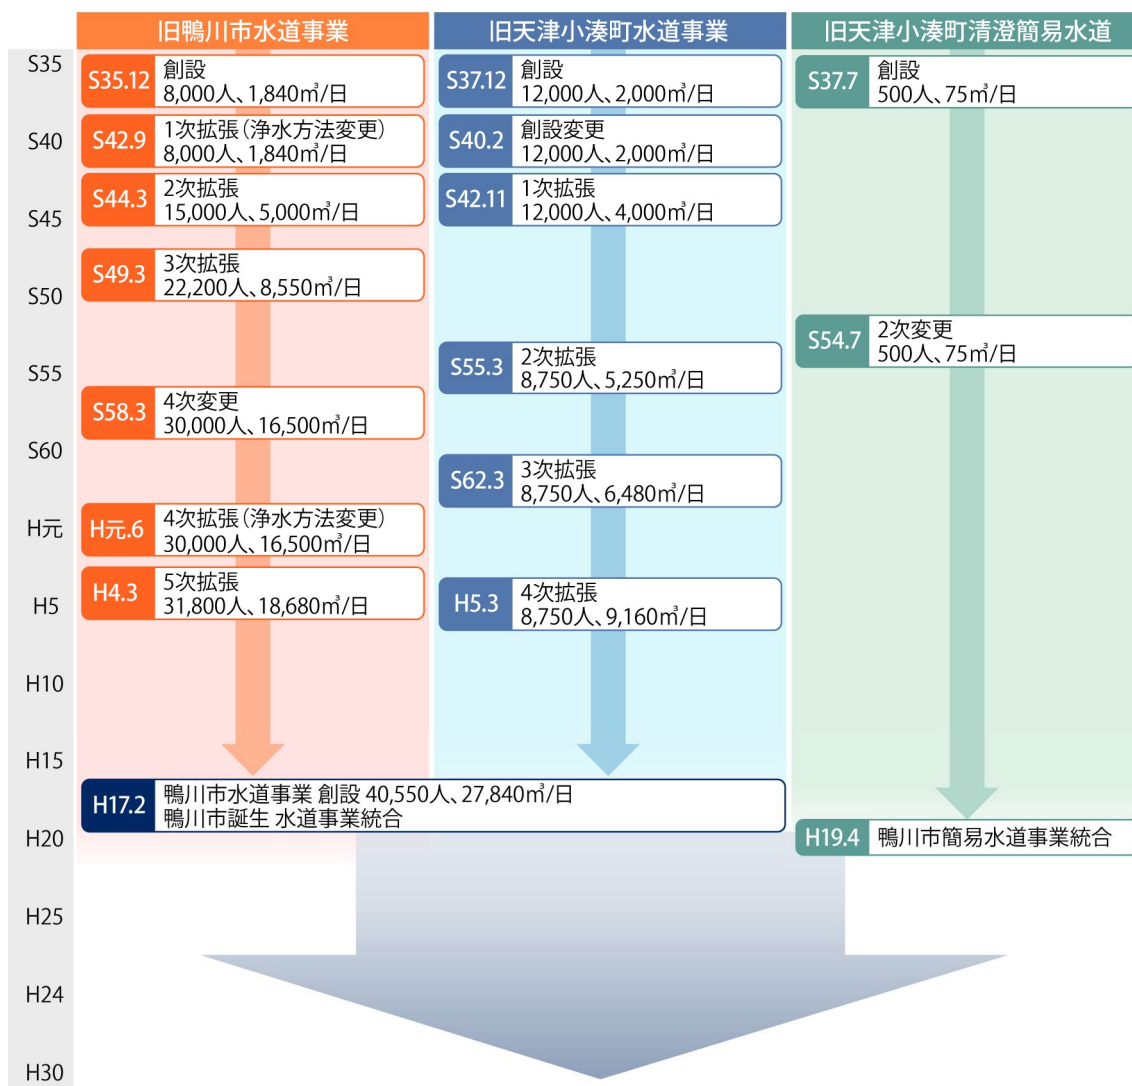 旧鴨川市水道事業
旧天津小湊町水道事業
旧天津小湊町清澄簡易水道
S35
S40
S45
S50
S55
S60
H元
H5
H10
H15
H20
H25
H24
H30
S35.12
創設
8,000人、1,840㎥/日
S42.9
1次拡張（浄水方法変更）
8,000人、1,840㎥/日
S44.3
2次拡張
15,000人、5,000㎥/日
S49.3
3次拡張
22,200人、8,550㎥/日
S58.3
4次変更
30,000人、16,500㎥/日
H元.6
4次拡張（浄水方法変更）
30,000人、16,500㎥/日
H4.3
5次拡張
31,800人、18,680㎥/日
S37.12
創設
12,000人、2,000㎥/日
S40.2
創設変更
12,000人、2,000㎥/日
S42.11
1次拡張
12,000人、4,000㎥/日
S55.3
2次拡張
8,750人、5,250㎥/日
S62.3
3次拡張
8,750人、6,480㎥/日
H5.3
4次拡張
8,750人、9,160㎥/日
S37.7
創設
500人、75㎥/日
S54.7
2次変更
500人、75㎥/日
H17.2
鴨川市水道事業 創設 40,550人、27,840㎥/日
鴨川市誕生 水道事業統合
H19.4
鴨川市簡易水道事業統合